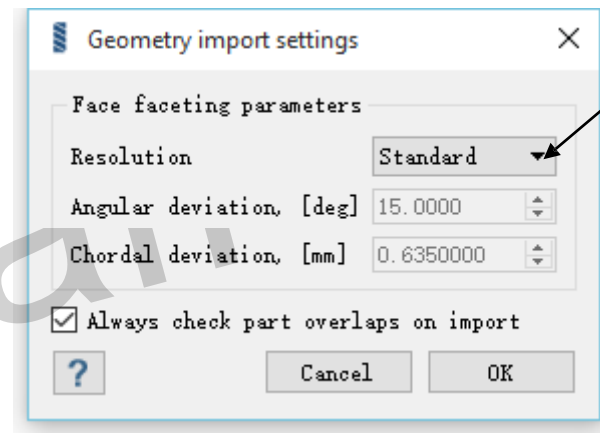 Geometry import settings
Face faceting parameters
Resolution Standard
Angular deviation, [deg] 15.0000
Chordal deviation, [mm] 0.6350000
Always check part overlaps on import
? Cancel OK